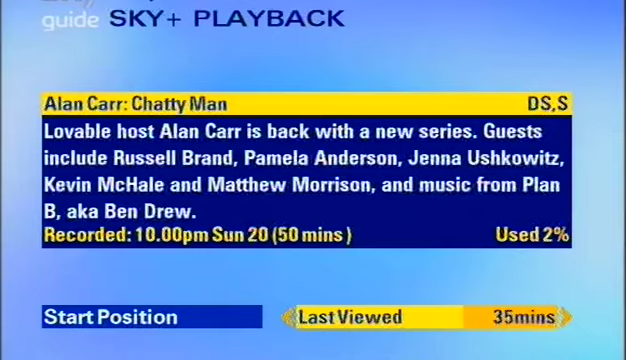 guide SKY+ PLAYBACK
Alan Carr: Chatty Man DS,S
Lovable host Alan Carr is back with a new series. Guests
include Russell Brand, Pamela Anderson, Jenna Ushkowitz,
Kevin McHale and Matthew Morrison, and music from Plan
B, aka Ben Drew.
Recorded: 10.00pm Sun 20 (50 mins) Used 2%
Start Position Last Viewed 35mins